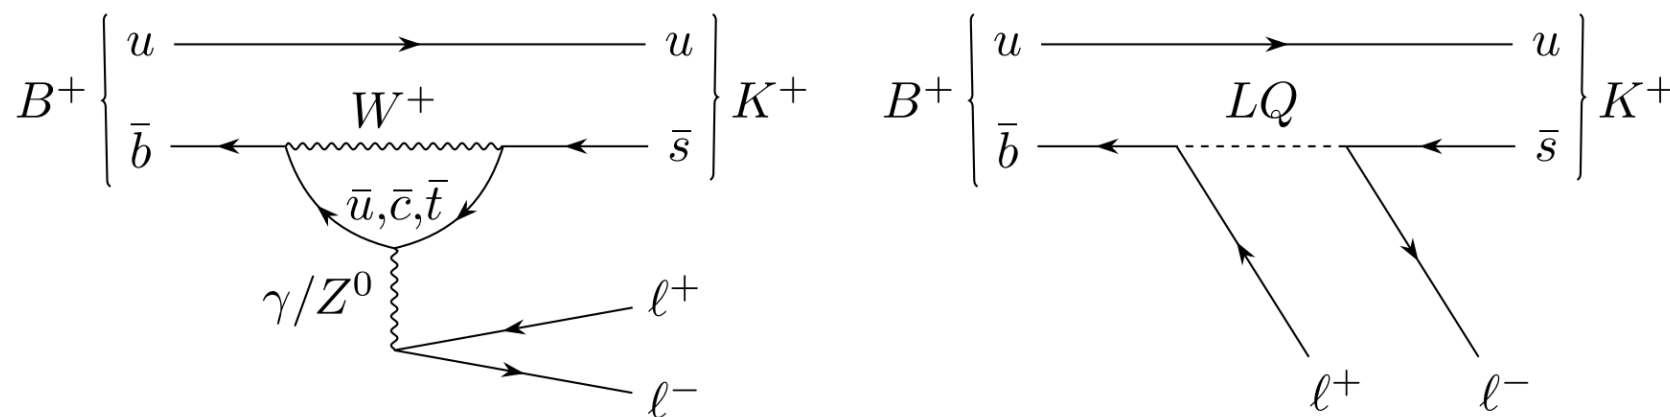 u u
B⁺ W⁺ K⁺
b̄ s̄
ū,c̄,t̄
γ/Z⁰
ℓ⁺
ℓ⁻
u u
B⁺ LQ K⁺
b̄ s̄
ℓ⁺ ℓ⁻